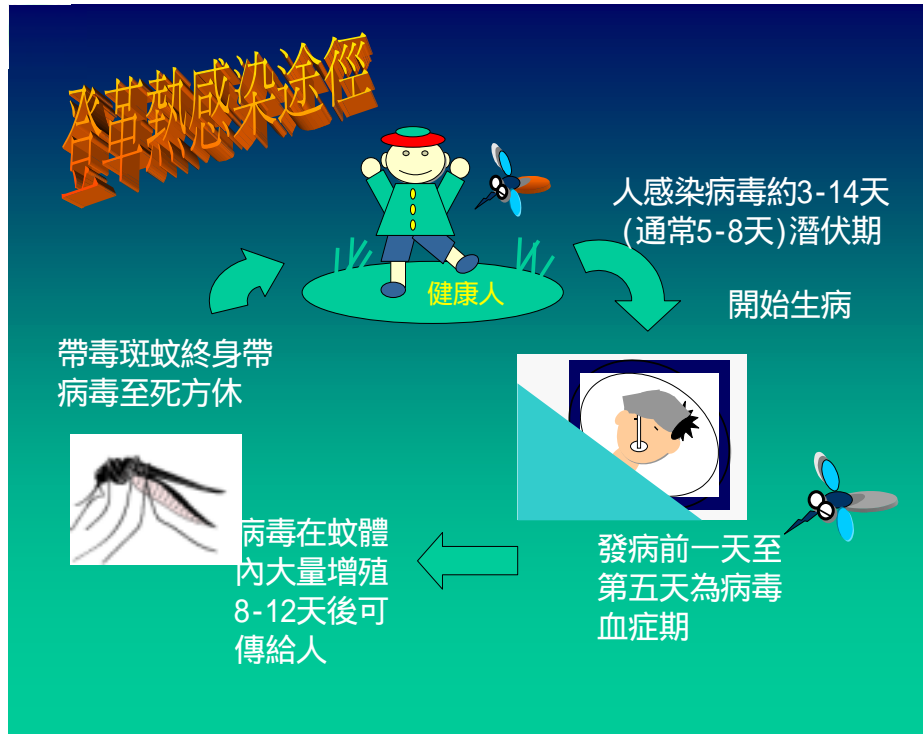 登革熱感染途徑
人感染病毒約3-14天
(通常5-8天)潛伏期
健康人
開始生病
帶毒斑蚊終身帶
病毒至死方休
發病前一天至
第五天為病毒
血症期
病毒在蚊體
內大量增殖
8-12天後可
傳給人